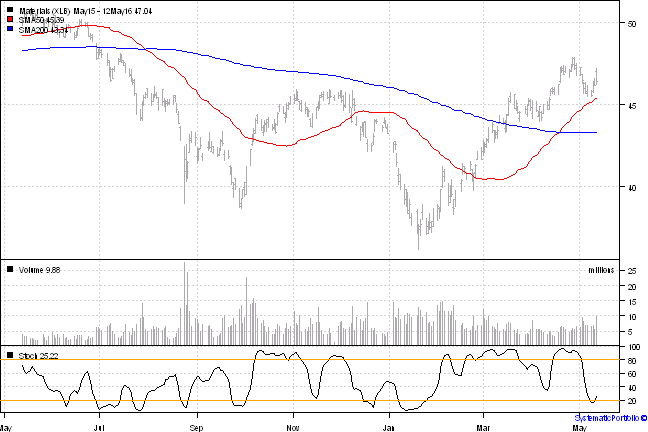 Materials (XLB) May15 - 12May16 47.04
SMA50 45.39
SMA200 43.34
50
45
40
Volume 9.88
millions
25
20
15
10
5
Stoch 25,22
100
80
60
40
20
May
Jul
Sep
Nov
Jan
Mar
May
SystematicPortfolio ©